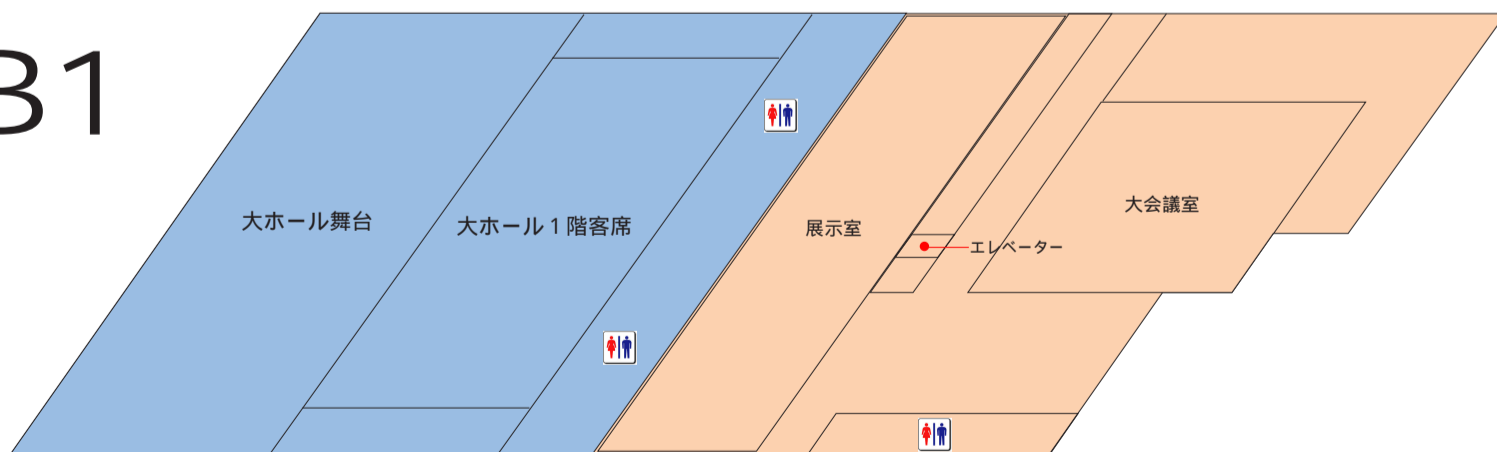 B1
大ホール舞台
大ホール1階客席
展示室
エレベーター
大会議室